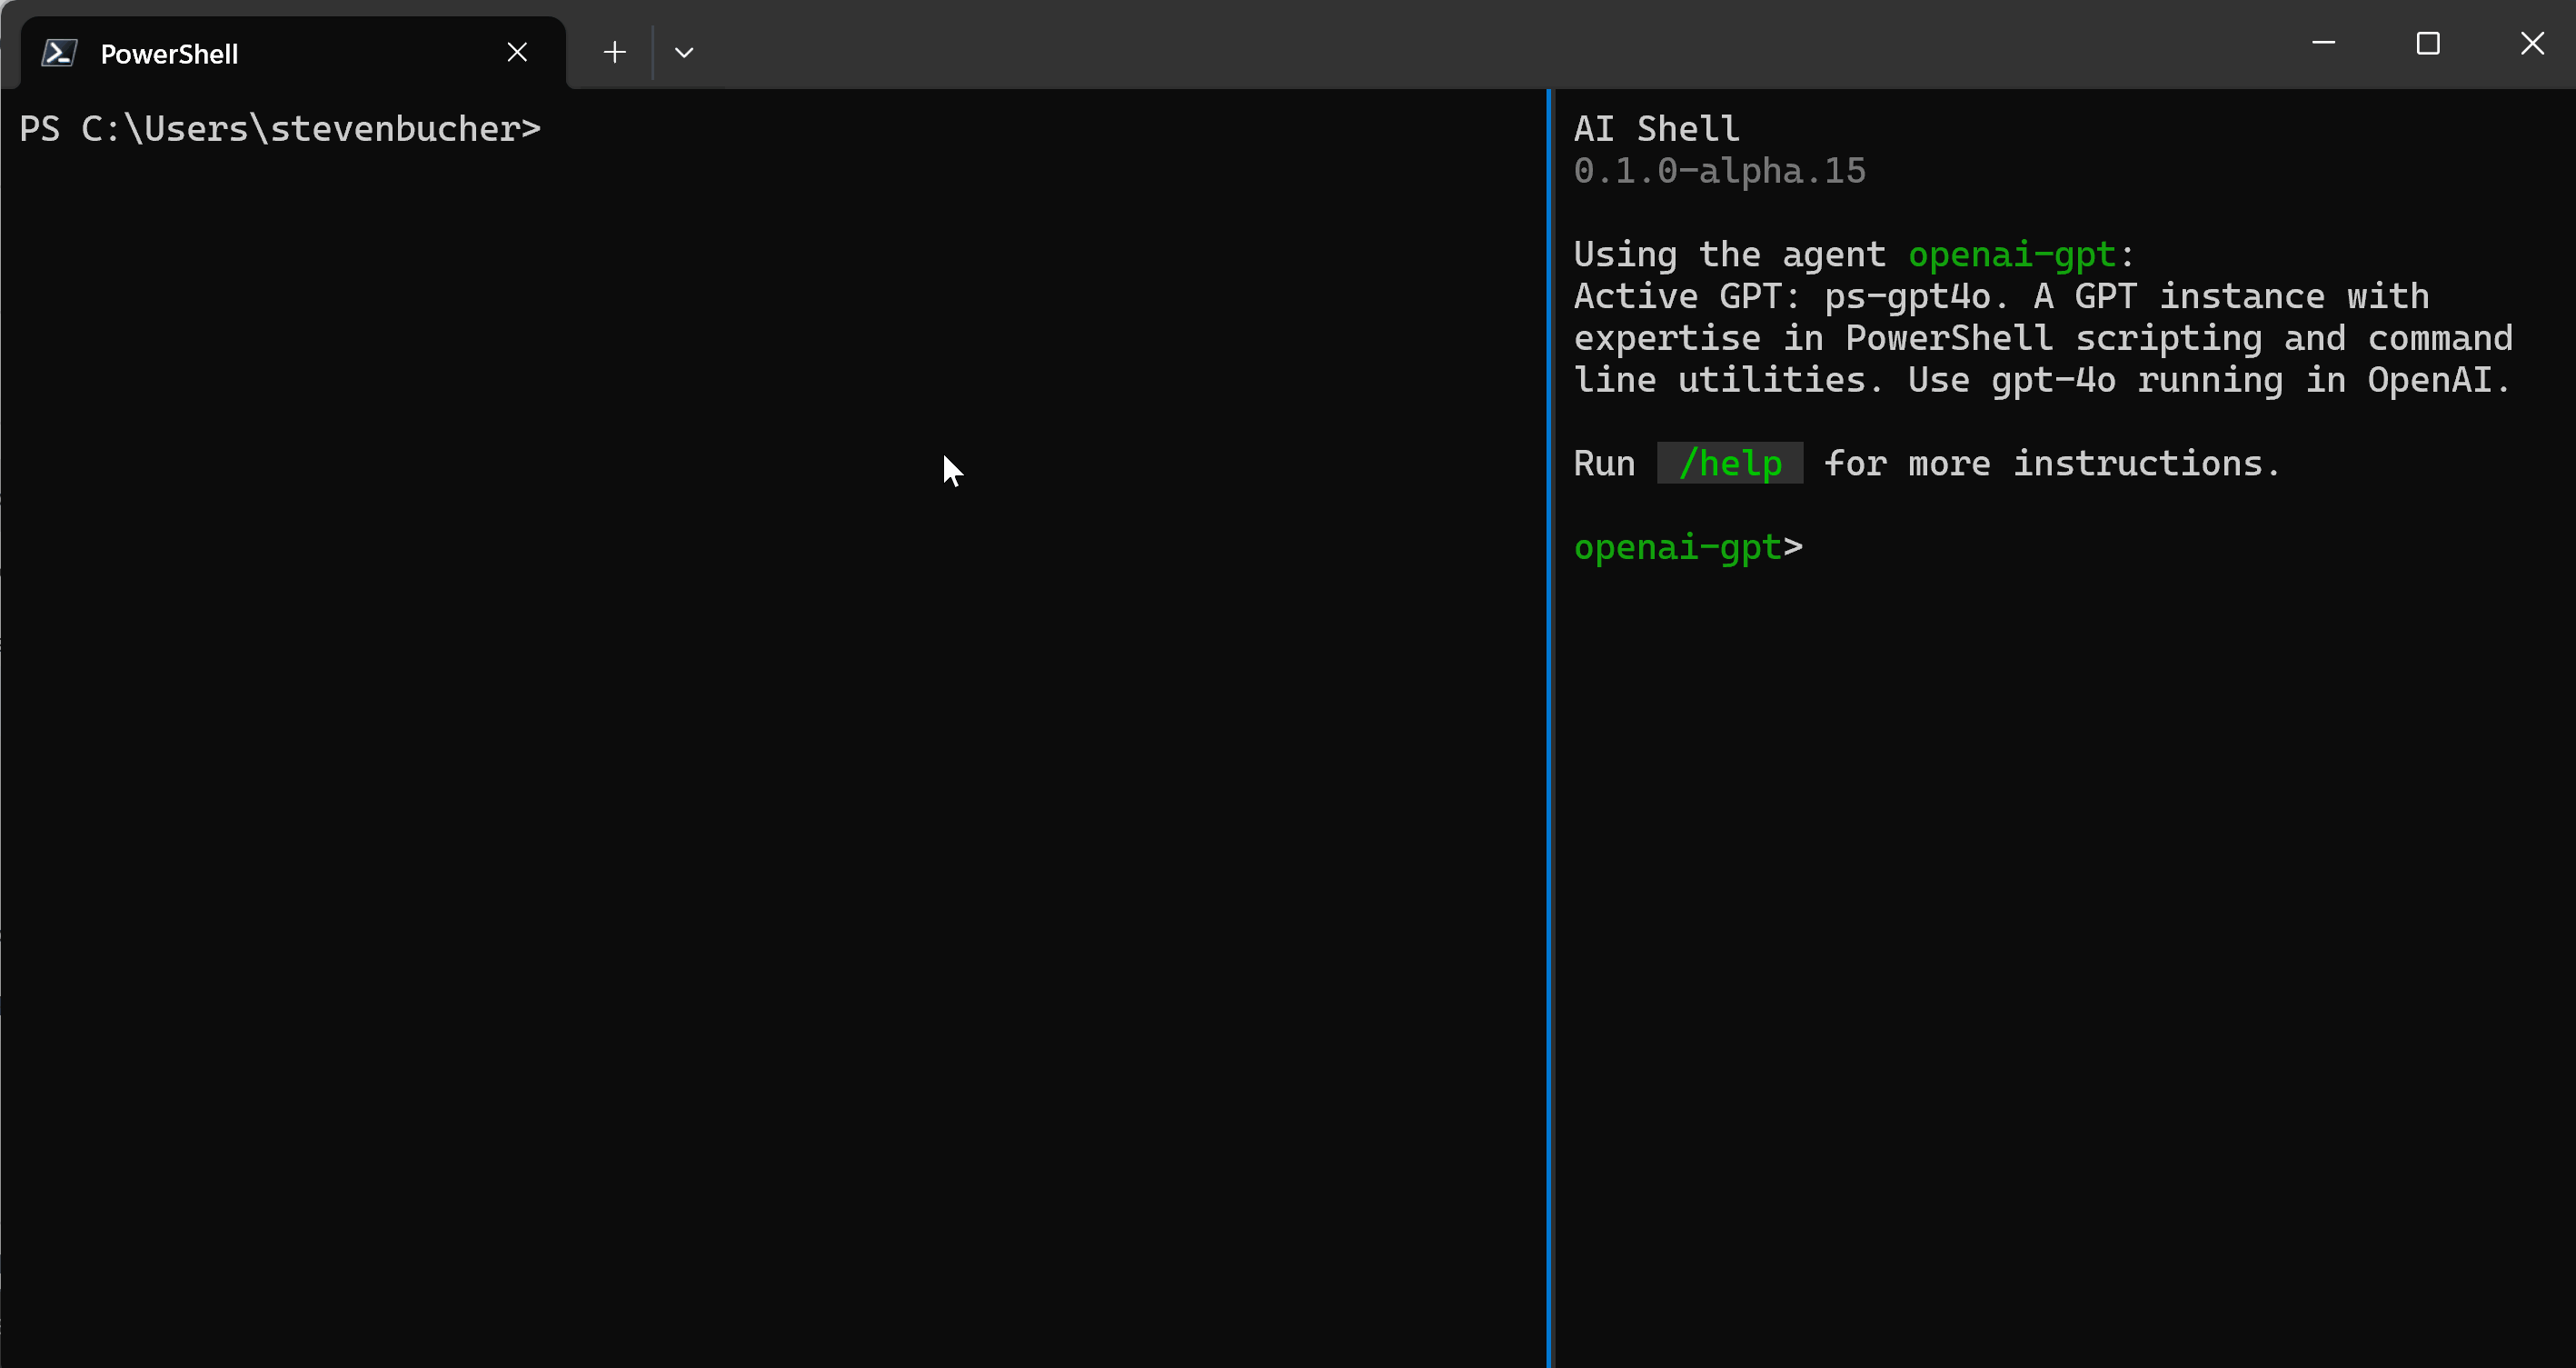 PowerShell
PS C:\Users\stevenbucher>
AI Shell
0.1.0-alpha.15
Using the agent openai-gpt:
Active GPT: ps-gpt4o. A GPT instance with
expertise in PowerShell scripting and command
line utilities. Use gpt-4o running in OpenAI.
Run /help for more instructions.
openai-gpt>